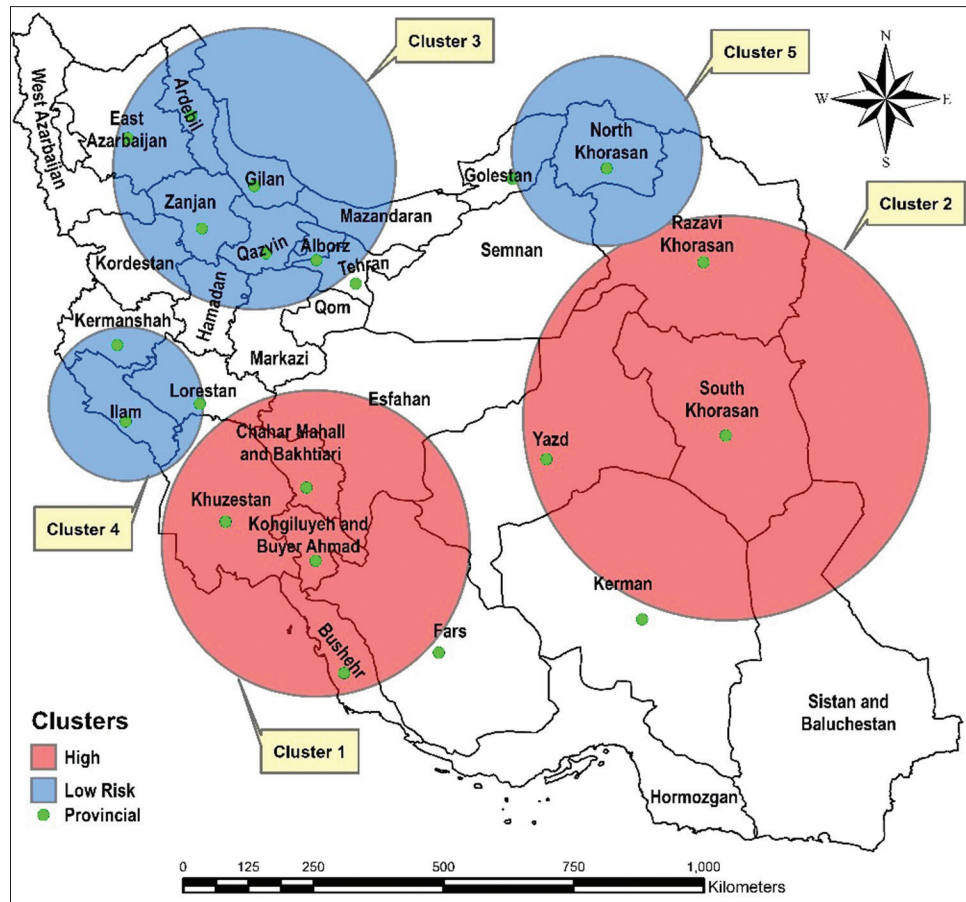 Cluster 3
Cluster 5
N
W
E
S
West Azarbaijan
East
Azarbaijan
Ardebil
Gilan
Zanjan
Qazvin
Alborz
Mazandaran
Tehran
Golestan
North
Khorasan
Cluster 2
Razavi
Khorasan
Semnan
Kordestan
Hamadan
Qom
Kermanshah
Markazi
Lorestan
Ilam
Esfahan
South
Khorasan
Chahar Mahall
and Bakhtiari
Yazd
Khuzestan
Kohgiluyeh and
Buyer Ahmad
Cluster 4
Kerman
Bushehr
Fars
Sistan and
Baluchestan
Cluster 1
Hormozgan
Clusters
High
Low Risk
Provincial
0 125 250 500 750 1,000
Kilometers